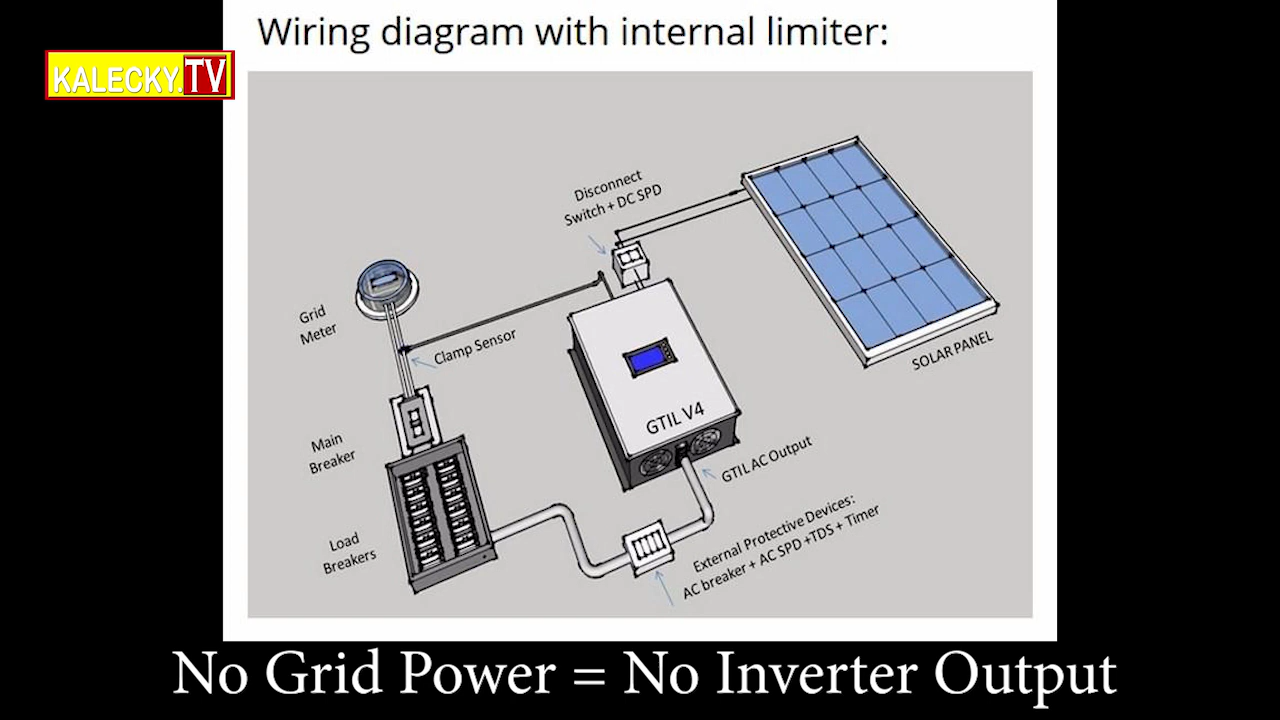 Wiring diagram with internal limiter:
KALECKY.TV
Disconnect
Switch + DC SPD
Grid
Meter
Clamp Sensor
SOLAR PANEL
GTIL V4
Main
Breaker
GTIL AC Output
Load
Breakers
External Protective Devices:
AC breaker + AC SPD +TDS + Timer
No Grid Power = No Inverter Output